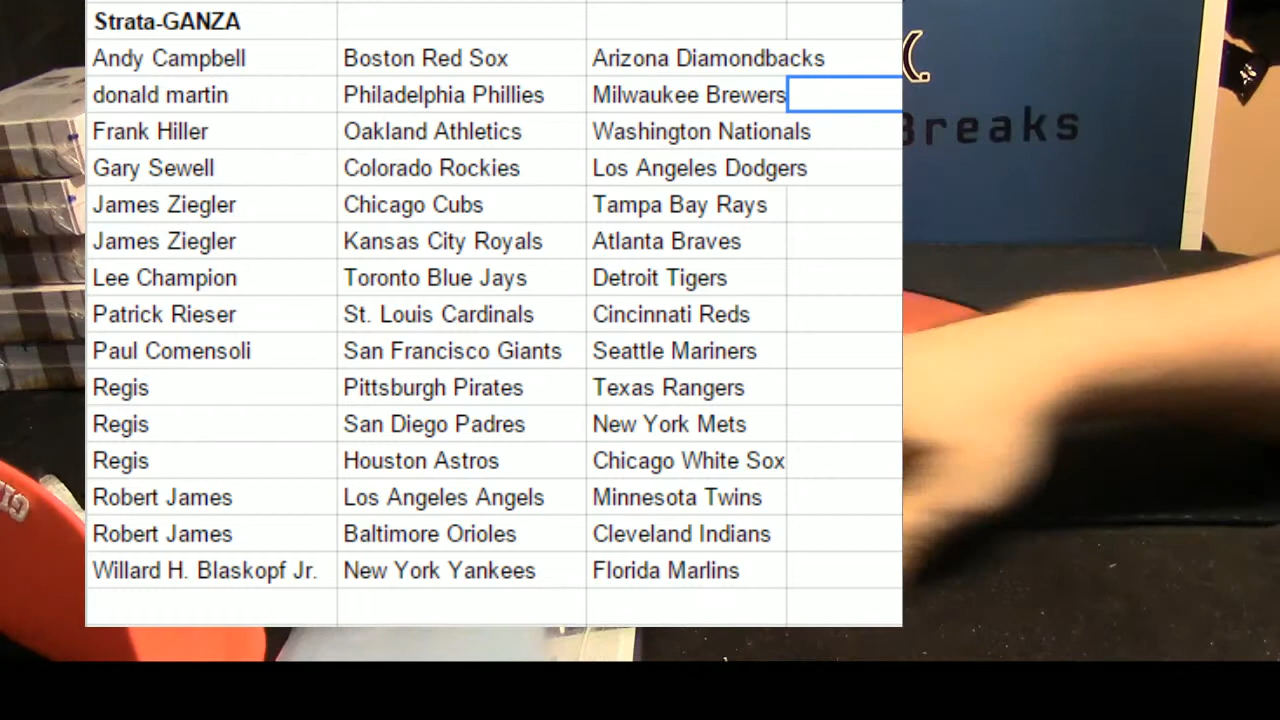 Strata-GANZA
Andy Campbell Boston Red Sox Arizona Diamondbacks
donald martin Philadelphia Phillies Milwaukee Brewers
Frank Hiller Oakland Athletics Washington Nationals
Gary Sewell Colorado Rockies Los Angeles Dodgers
James Ziegler Chicago Cubs Tampa Bay Rays
James Ziegler Kansas City Royals Atlanta Braves
Lee Champion Toronto Blue Jays Detroit Tigers
Patrick Rieser St. Louis Cardinals Cincinnati Reds
Paul Comensoli San Francisco Giants Seattle Mariners
Regis Pittsburgh Pirates Texas Rangers
Regis San Diego Padres New York Mets
Regis Houston Astros Chicago White Sox
Robert James Los Angeles Angels Minnesota Twins
Robert James Baltimore Orioles Cleveland Indians
Willard H. Blaskopf Jr. New York Yankees Florida Marlins
Breaks